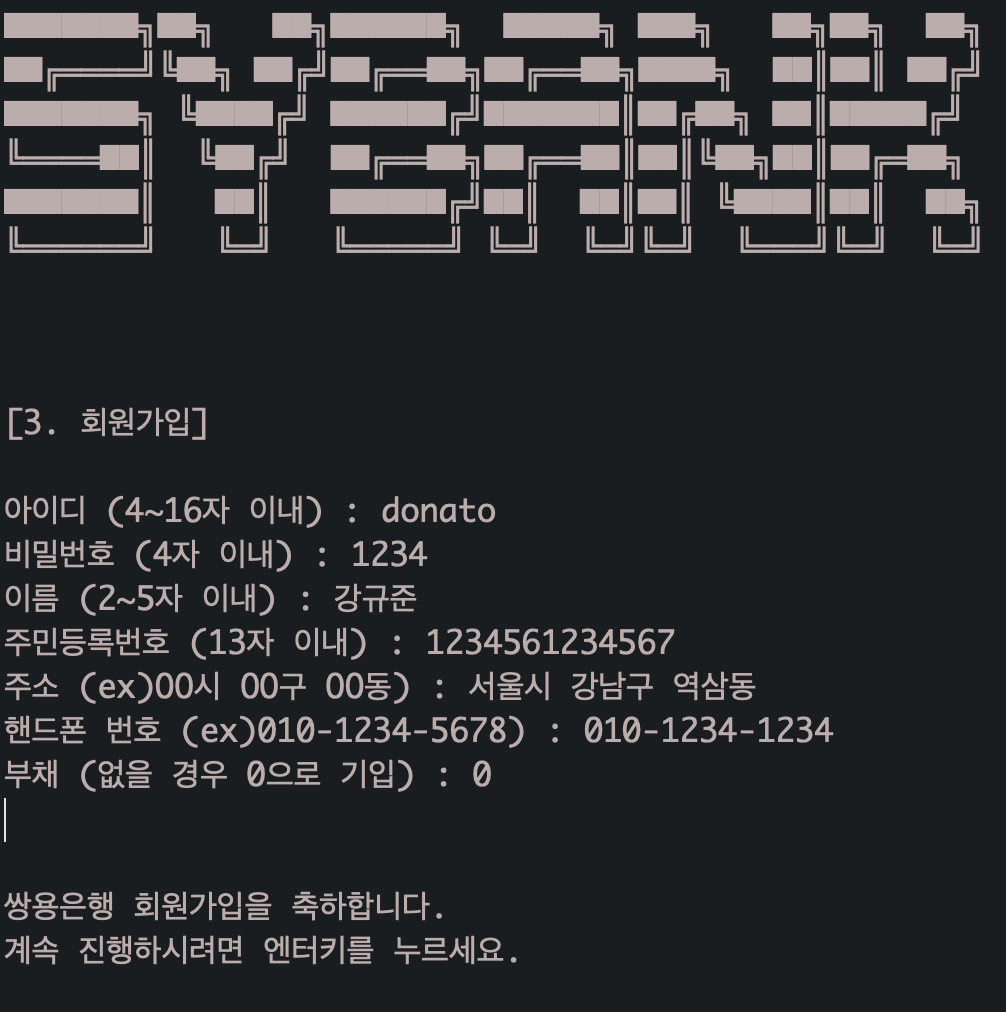 SYBANK
[3. 회원가입]
아이디 (4~16자 이내) : donato
비밀번호 (4자 이내) : 1234
이름 (2~5자 이내) : 강규준
주민등록번호 (13자 이내) : 1234561234567
주소 (ex)OO시 OO구 OO동) : 서울시 강남구 역삼동
핸드폰 번호 (ex)010-1234-5678) : 010-1234-1234
부채 (없을 경우 0으로 기입) : 0
쌍용은행 회원가입을 축하합니다.
계속 진행하시려면 엔터키를 누르세요.